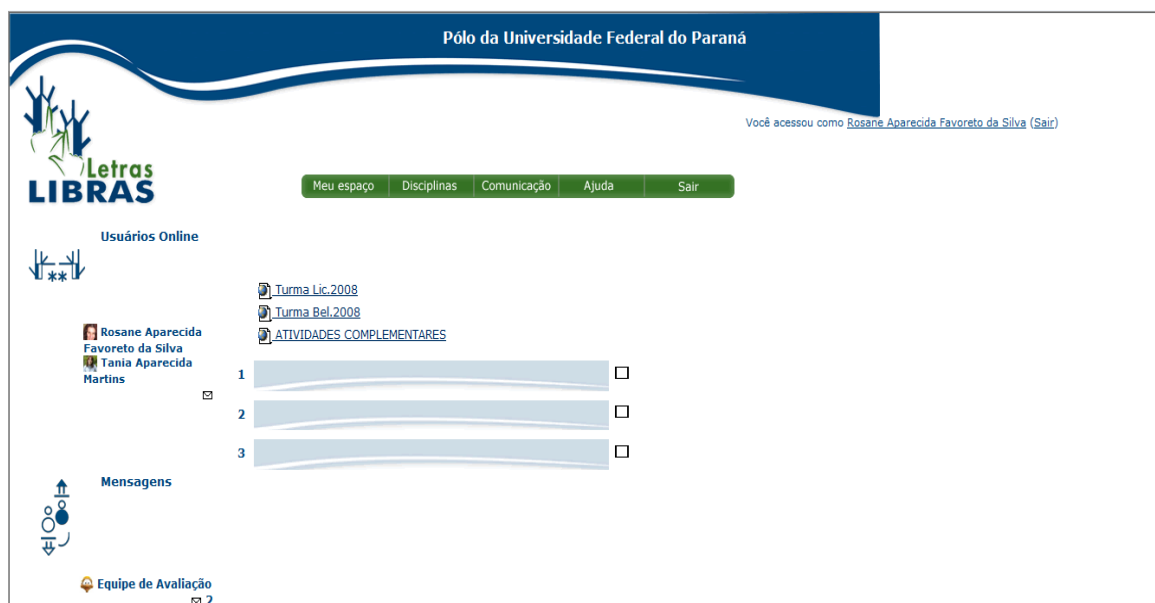 Pólo da Universidade Federal do Paraná
Você acessou como Rosane Aparecida Favoreto da Silva (Sair)
Letras
LIBRAS
Meu espaço Disciplinas Comunicação Ajuda Sair
Usuários Online
**
Turma Lic.2008
Turma Bel.2008
ATIVIDADES COMPLEMENTARES
Rosane Aparecida
Favoreto da Silva
Tania Aparecida
Martins
1
2
3
Mensagens
Equipe de Avaliação
2